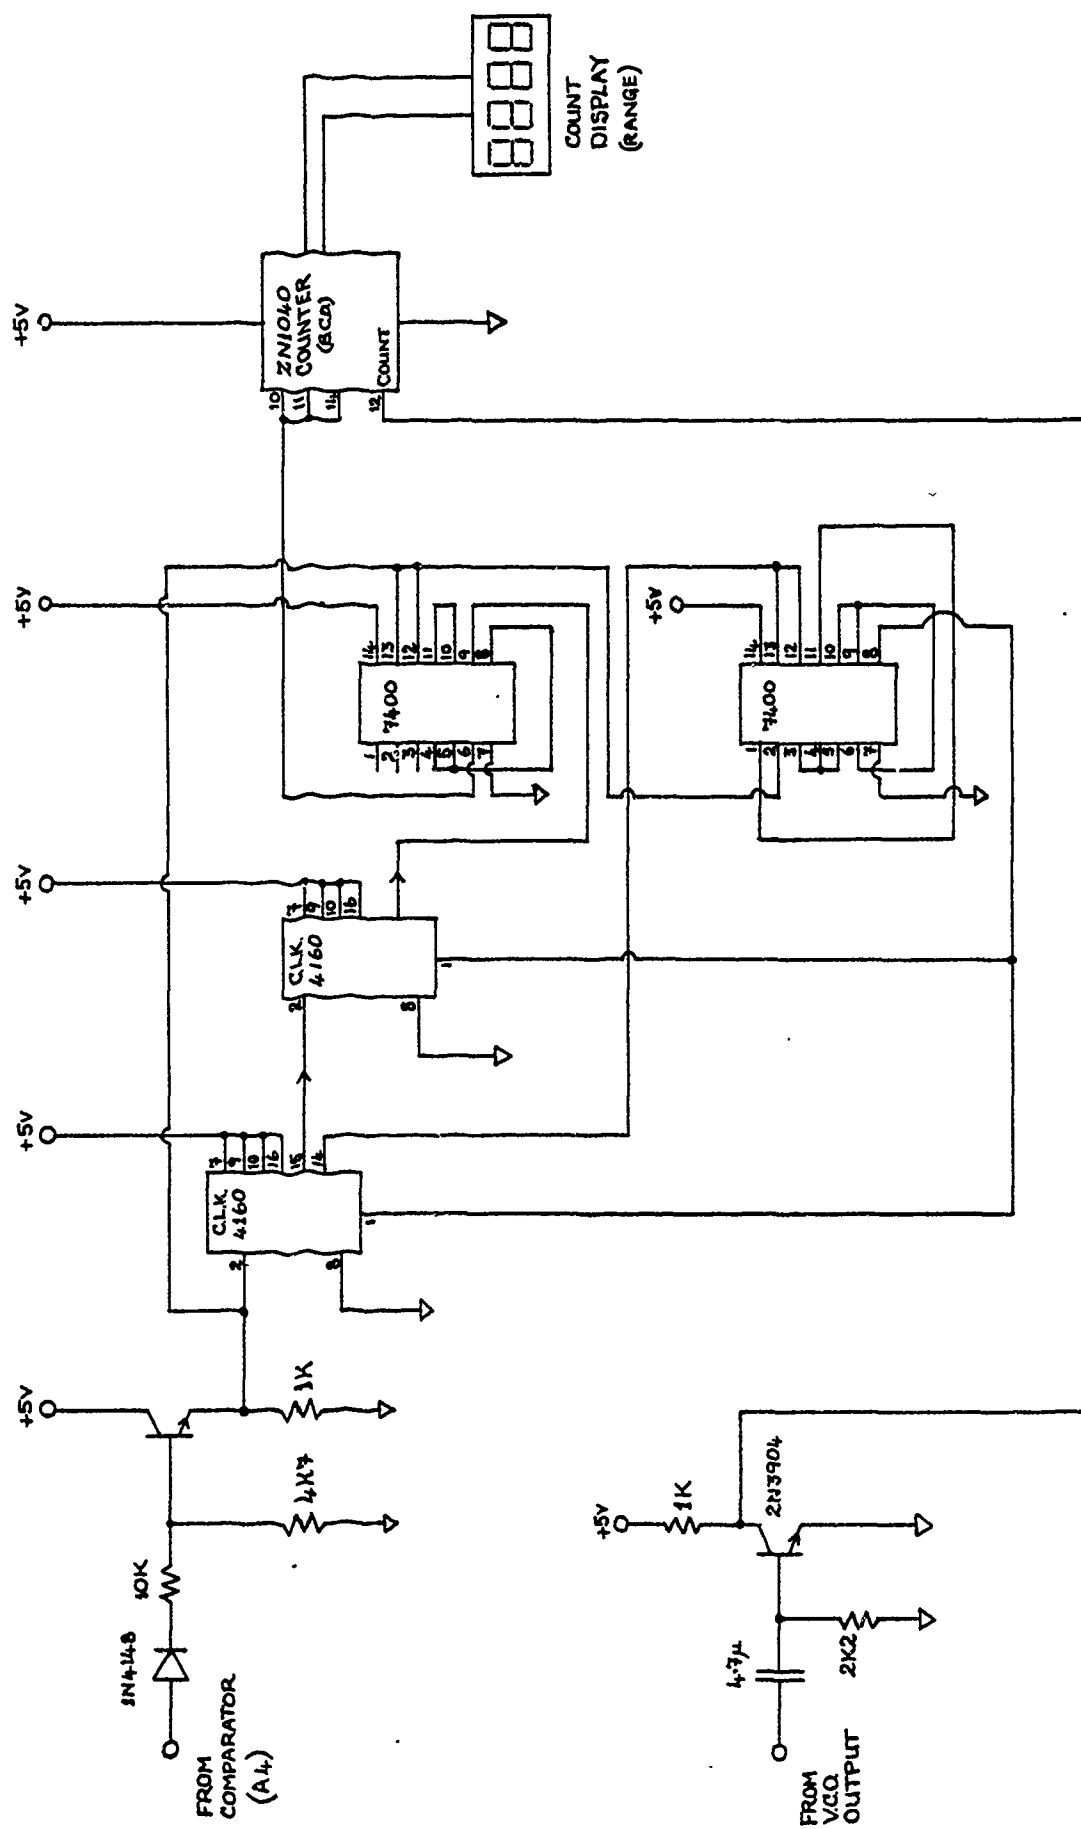 +5V
+5V
+5V
+5V
+5V
ZN1040
COUNTER
(BCD)
COUNT
10
11
14
12
COUNT
DISPLAY
(RANGE)
7400
14
13
12
11
10
9
8
1
2
3
4
5
6
7
+5V
7400
14
13
12
11
10
9
8
1
2
3
4
5
6
7
C.L.K.
4160
7
9
10
16
2
8
1
C.L.K.
4160
7
9
10
16
15
14
2
8
1
1K
4K7
10K
1N4148
FROM
COMPARATOR
(A4)
+5V
1K
2N3904
4.7µ
2K2
FROM
V.C.O.
OUTPUT